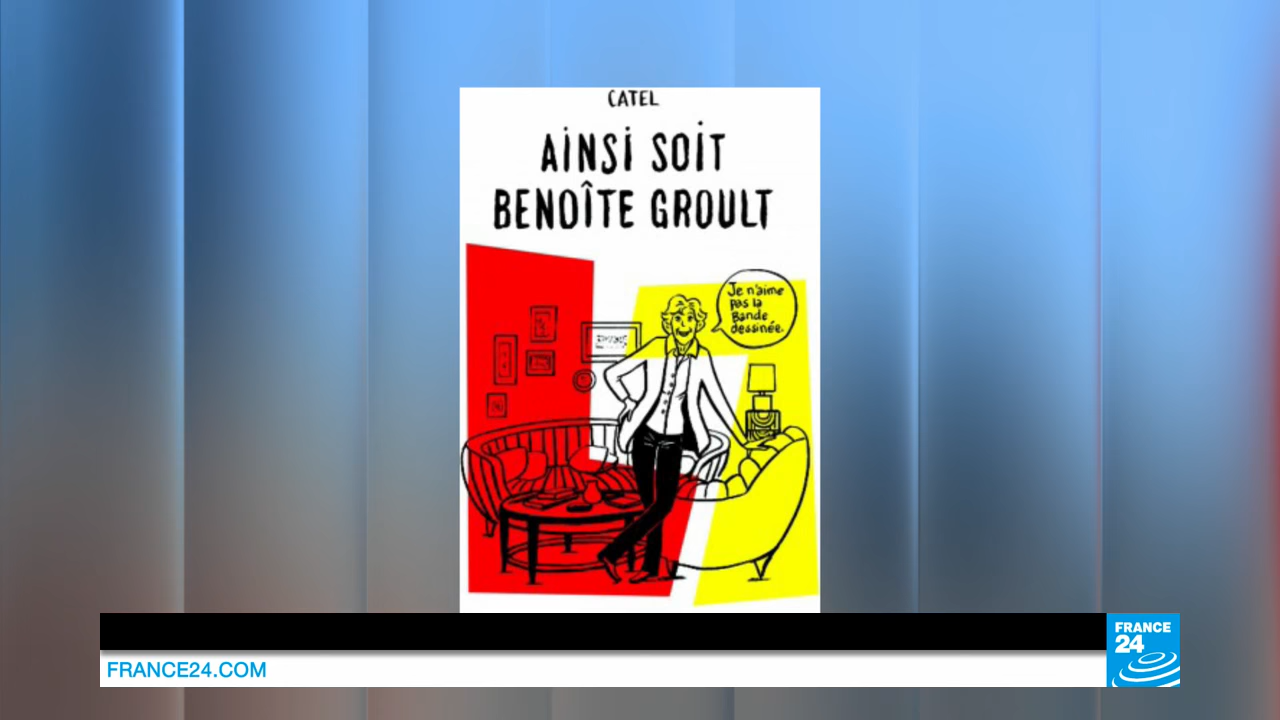 CATEL
AiNSi SOiT
BENOÎTE GROULT
Je n'aime
pas la
Bande
dessinée.
FRANCE
24
FRANCE24.COM